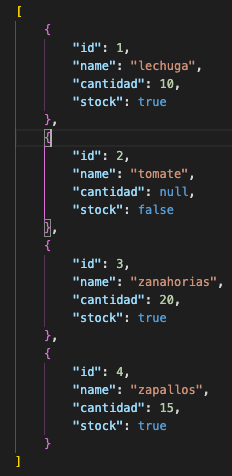 [
    {
        "id": 1,
        "name": "lechuga",
        "cantidad": 10,
        "stock": true
    },
    {
        "id": 2,
        "name": "tomate",
        "cantidad": null,
        "stock": false
    },
    {
        "id": 3,
        "name": "zanahorias",
        "cantidad": 20,
        "stock": true
    },
    {
        "id": 4,
        "name": "zapallos",
        "cantidad": 15,
        "stock": true
    }
]